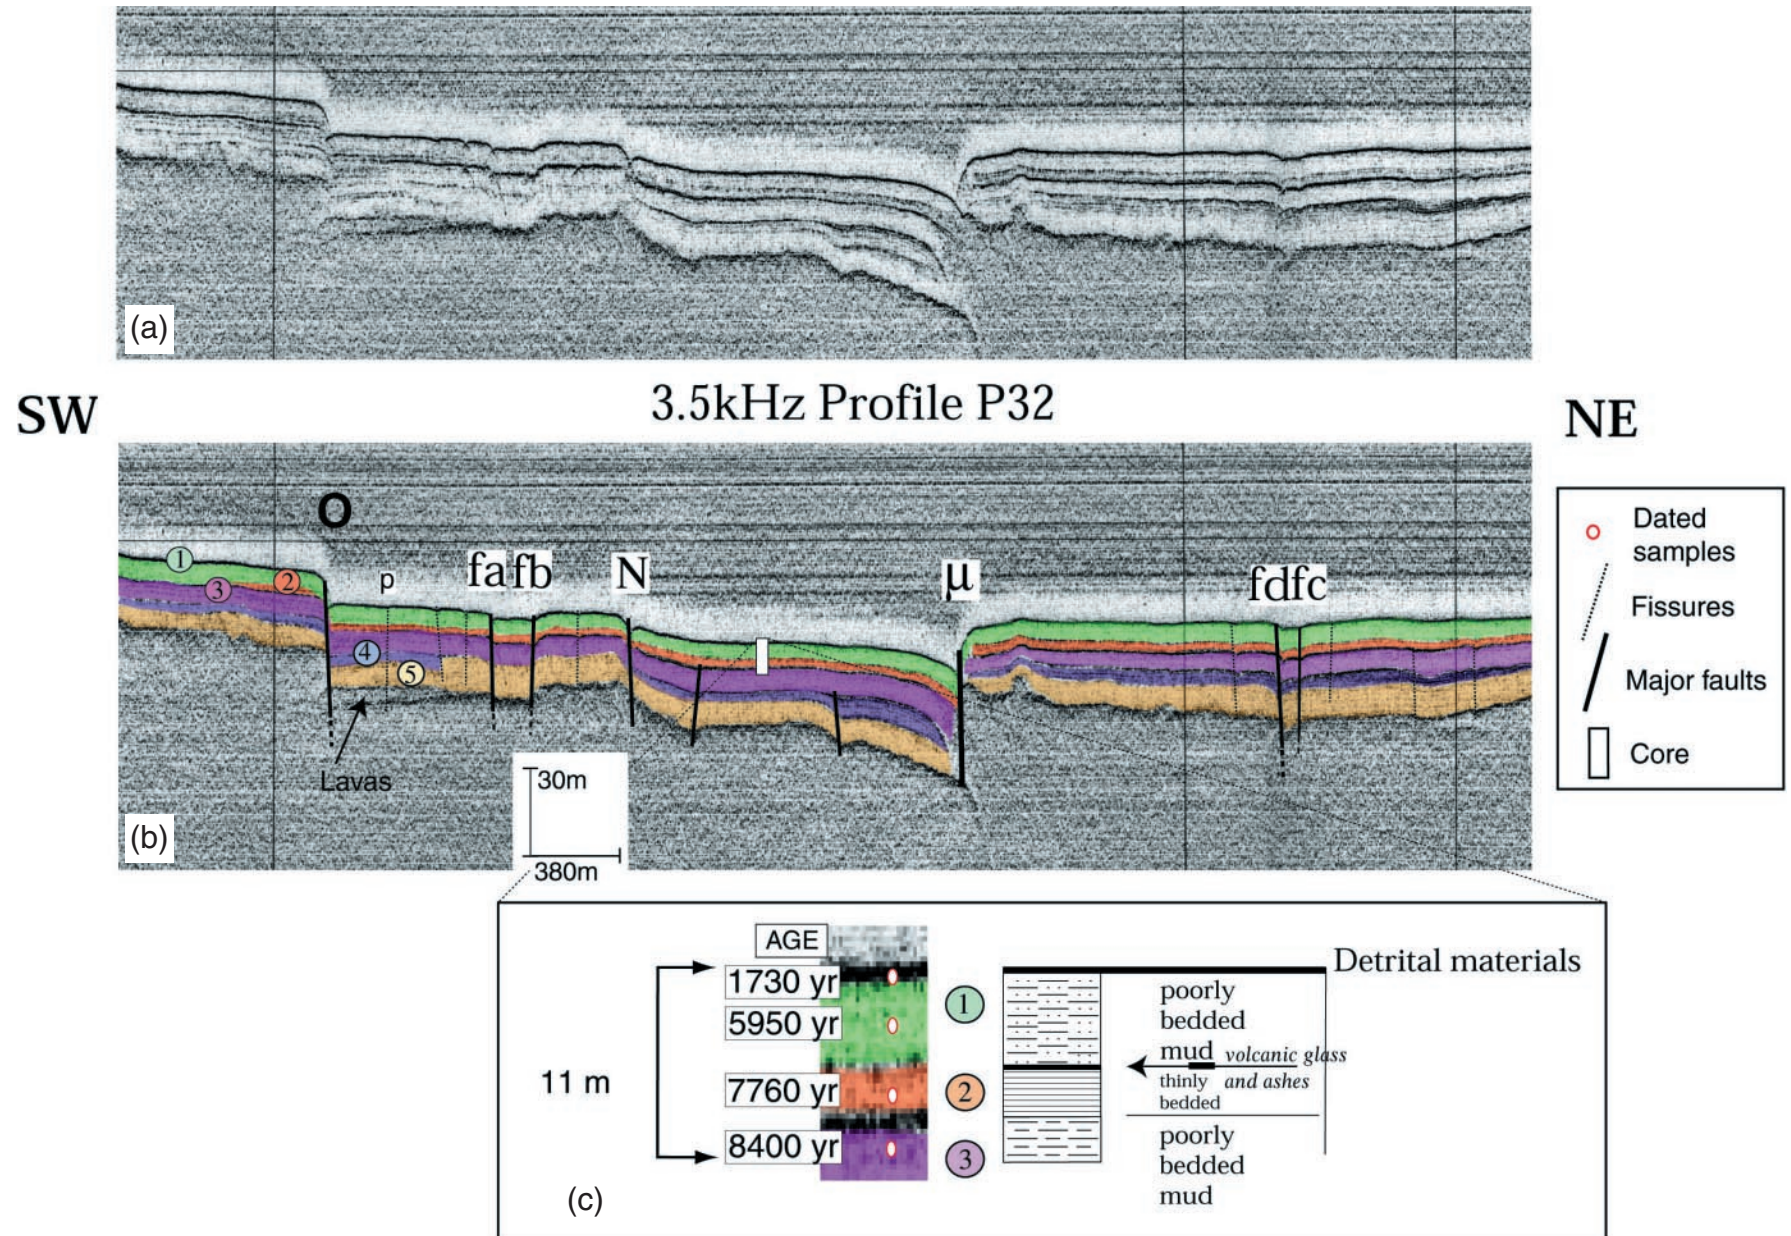 (a)
SW
3.5kHz Profile P32
NE
O
1
2
3
p
fa fb
N
μ
fdfc
4
5
Lavas
30m
380m
(b)
Dated
samples
Fissures
Major faults
Core
AGE
1730 yr
5950 yr
7760 yr
8400 yr
11 m
1
2
3
(c)
Detrital materials
poorly
bedded
mud
volcanic glass
and ashes
thinly
bedded
poorly
bedded
mud